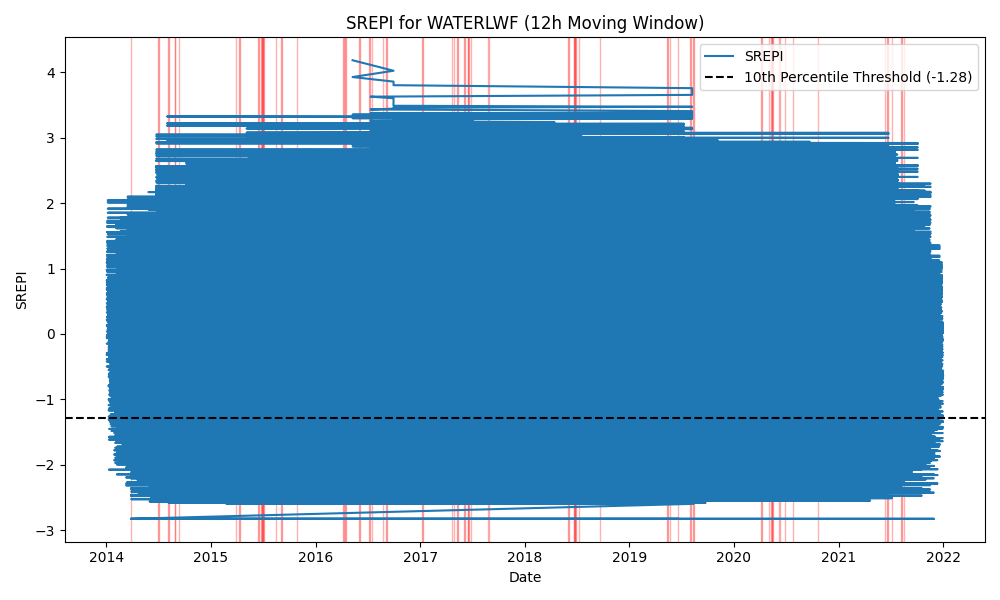 SREPI for WATERLWF (12h Moving Window)
SREPI
10th Percentile Threshold (-1.28)
4
3
2
1
0
−1
−2
−3
SREPI
2014 2015 2016 2017 2018 2019 2020 2021 2022
Date